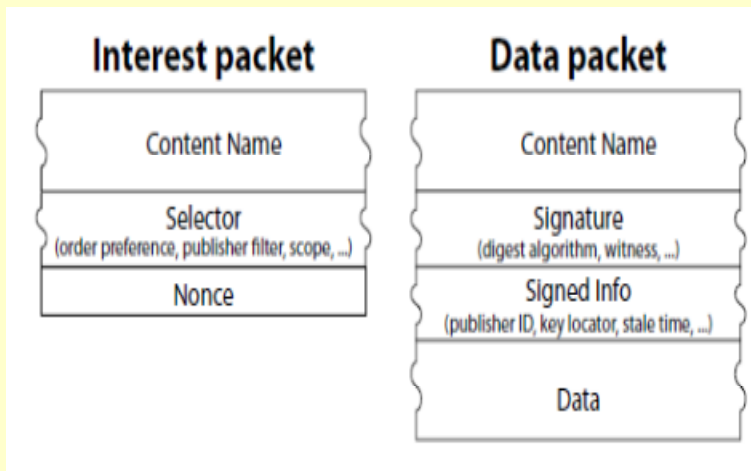 Interest packet
Content Name
Selector
(order preference, publisher filter, scope, ...)
Nonce
Data packet
Content Name
Signature
(digest algorithm, witness, ...)
Signed Info
(publisher ID, key locator, stale time, ...)
Data